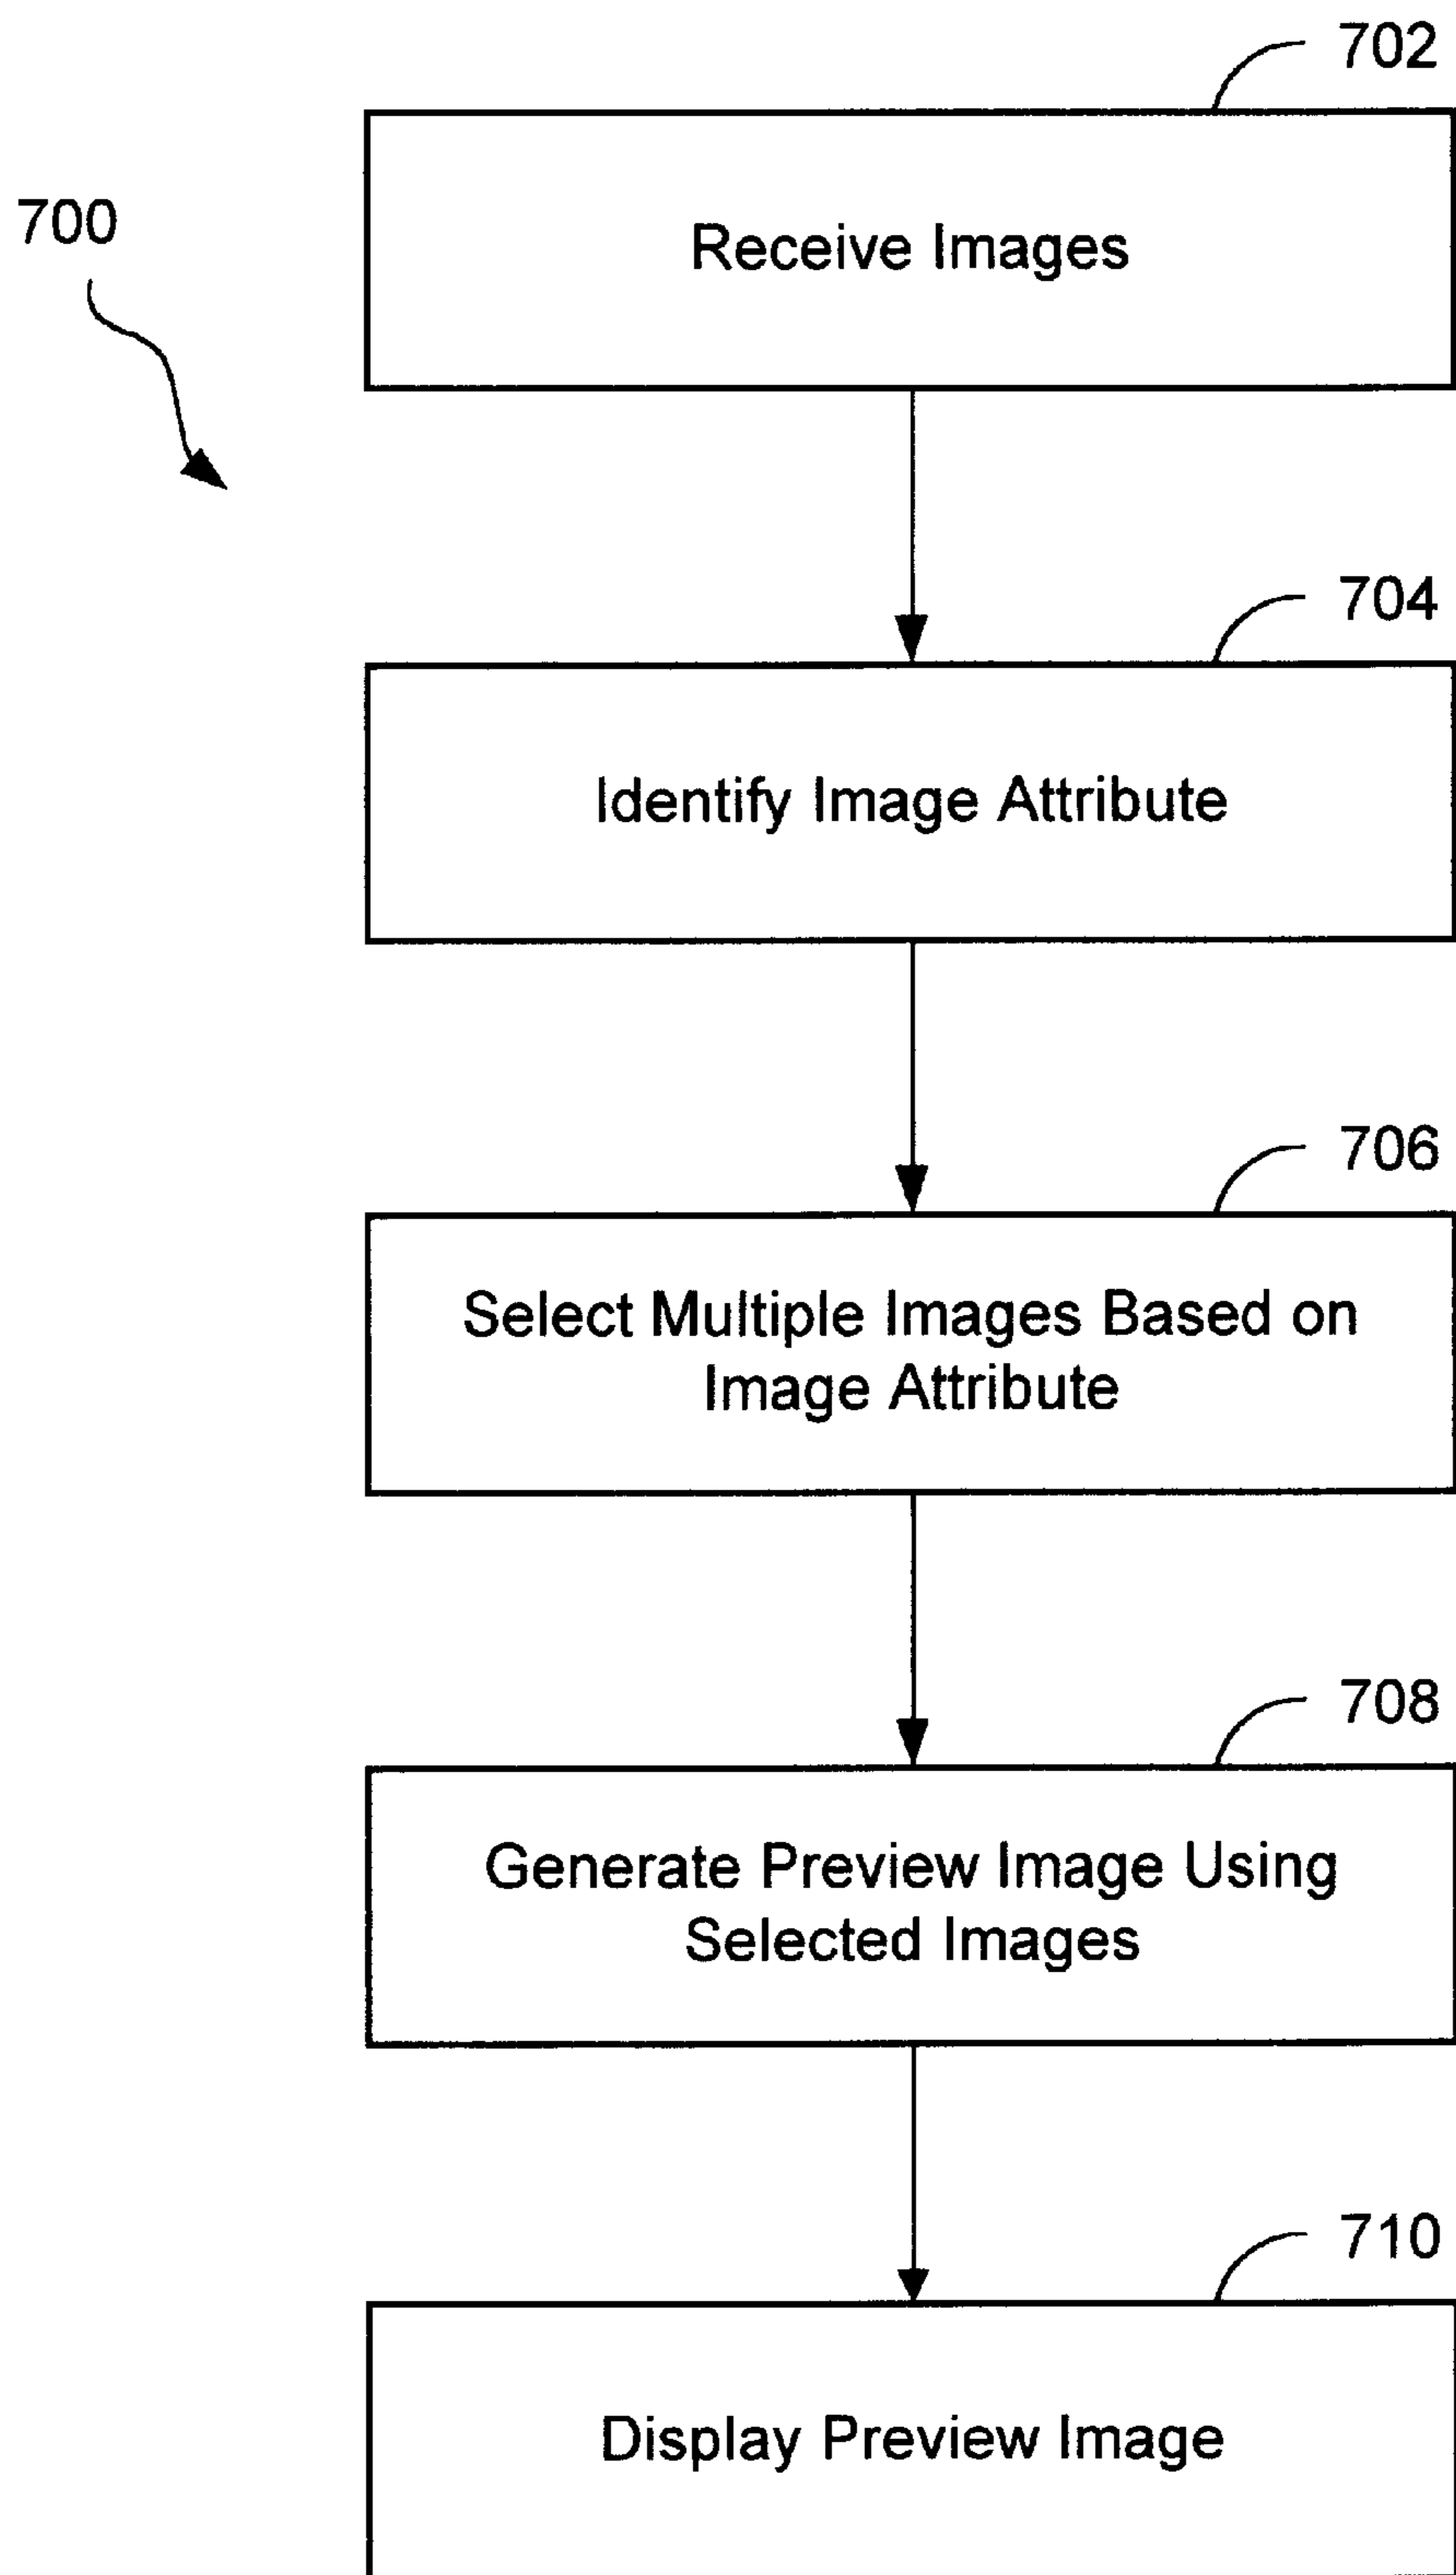 702
700
Receive Images
704
Identify Image Attribute
706
Select Multiple Images Based on
Image Attribute
708
Generate Preview Image Using
Selected Images
710
Display Preview Image